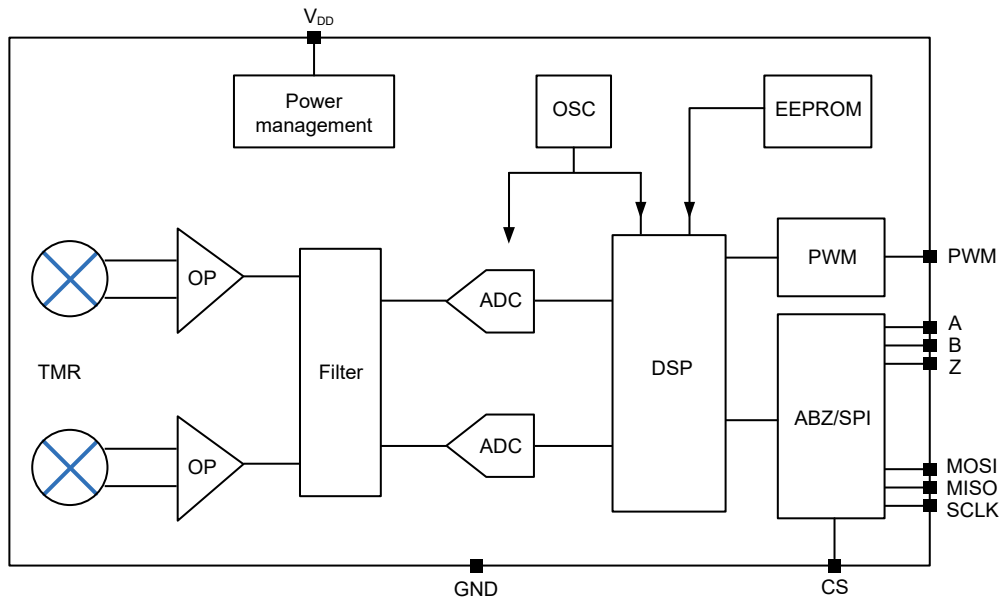 VDD
Power
management
OSC
EEPROM
OP
ADC
PWM
PWM
A
B
Z
TMR
Filter
DSP
ABZ/SPI
OP
ADC
MOSI
MISO
SCLK
GND
CS